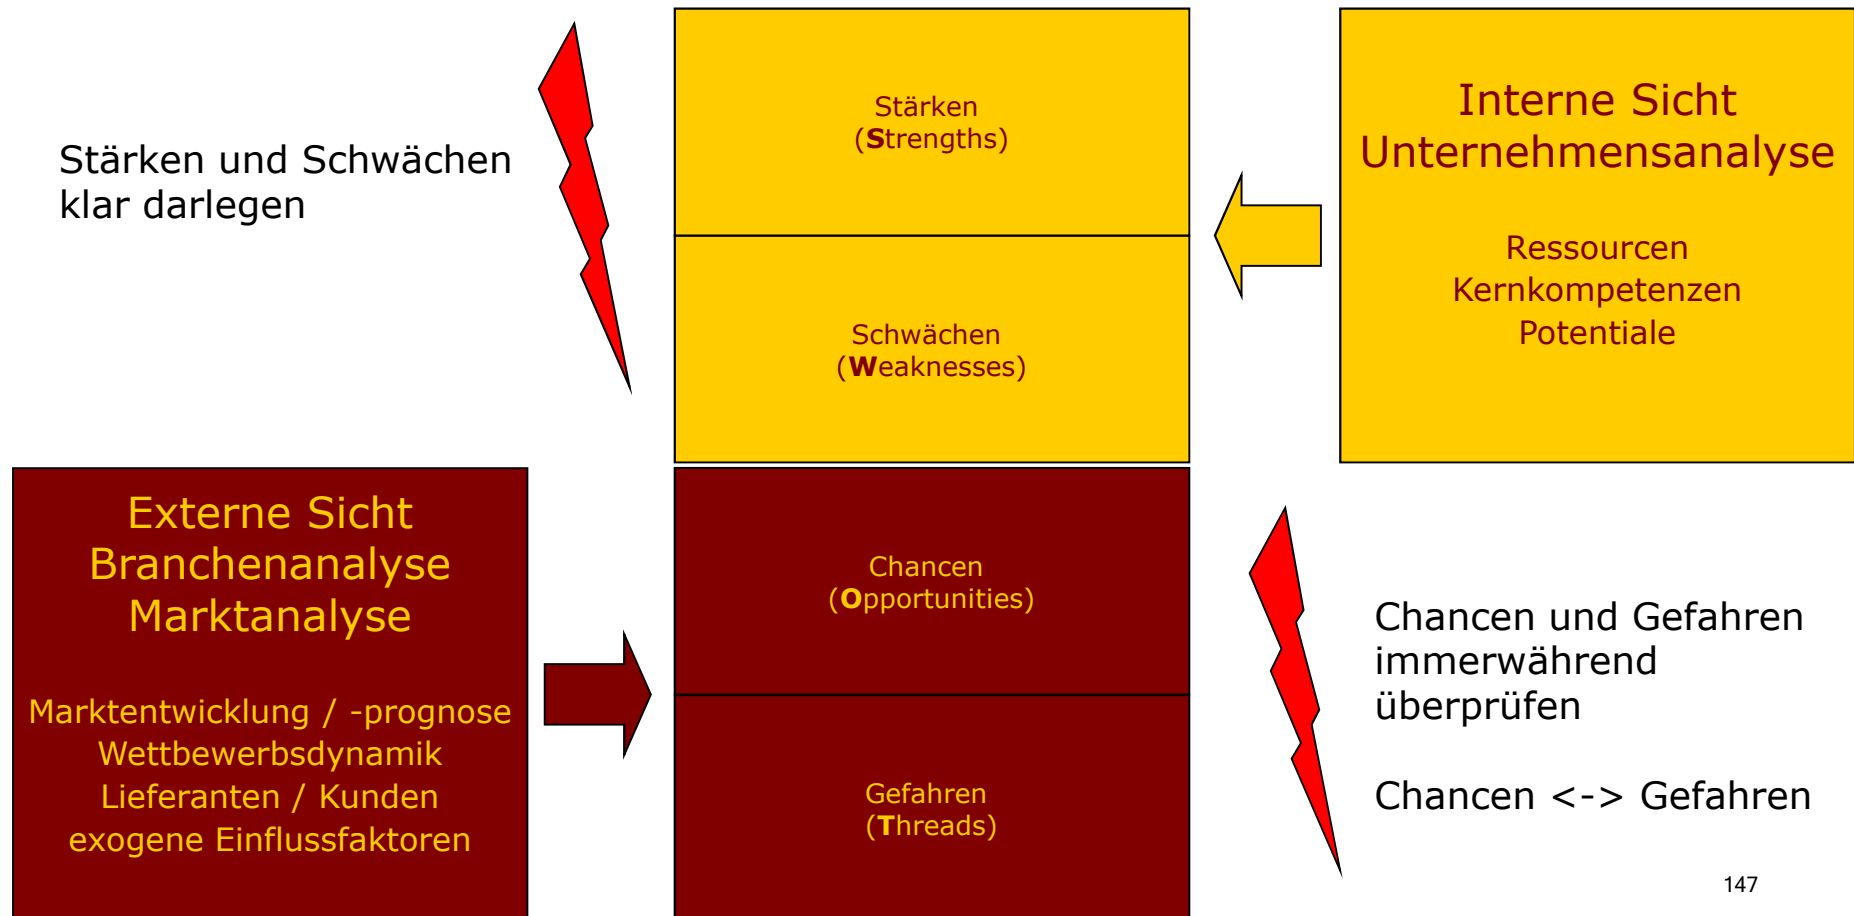 Stärken und Schwächen
klar darlegen
Stärken
(Strengths)
Schwächen
(Weaknesses)
Interne Sicht
Unternehmensanalyse
Ressourcen
Kernkompetenzen
Potentiale
Externe Sicht
Branchenanalyse
Marktanalyse
Marktentwicklung / -prognose
Wettbewerbsdynamik
Lieferanten / Kunden
exogene Einflussfaktoren
Chancen
(Opportunities)
Gefahren
(Threads)
Chancen und Gefahren
immerwährend
überprüfen
Chancen <-> Gefahren
147